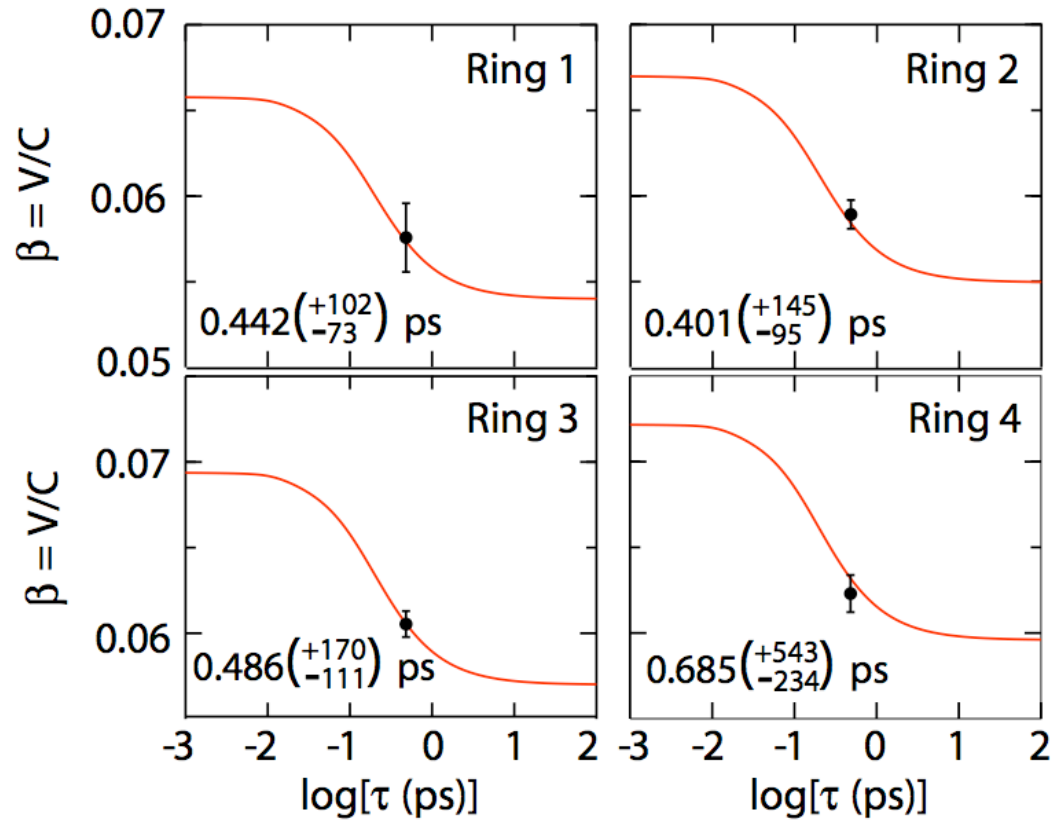 0.07
Ring 1
Ring 2
β = V/C
0.06
0.442(+102 −73) ps
0.401(+145 −95) ps
0.05
Ring 3
Ring 4
β = V/C
0.07
0.06
0.486(+170 −111) ps
0.685(+543 −234) ps
-3 -2 -1 0 1 2
-3 -2 -1 0 1 2
log[τ (ps)]
log[τ (ps)]